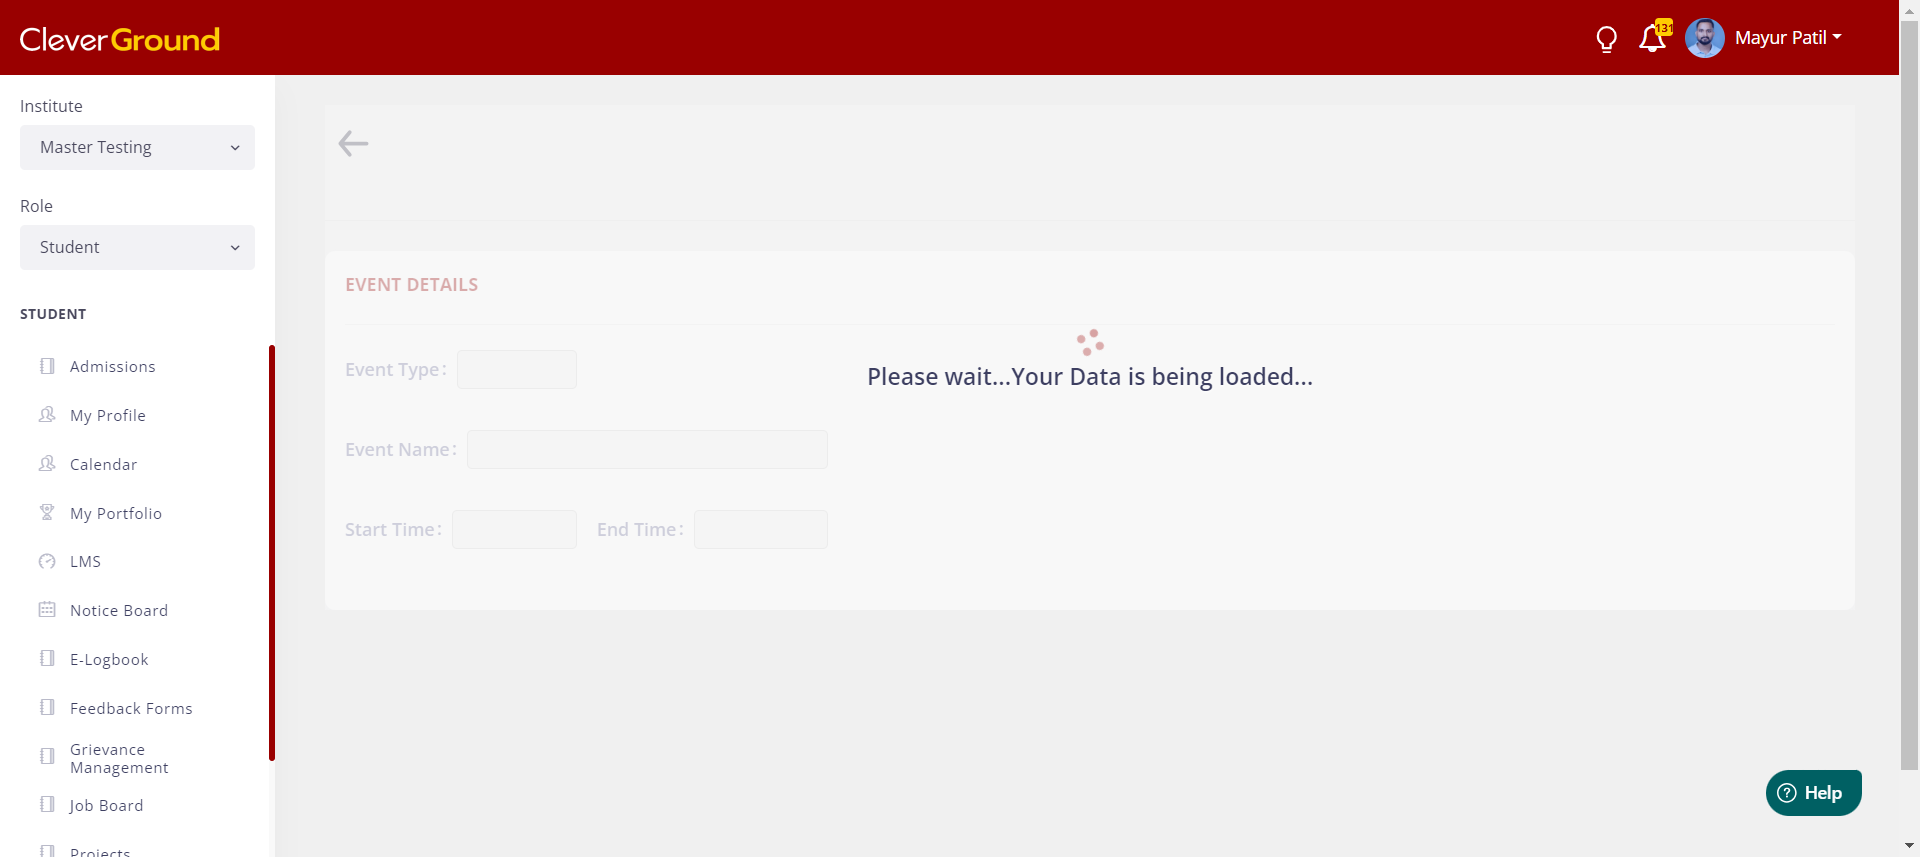 CleverGround
131
Mayur Patil
Institute
Master Testing
Role
Student
STUDENT
Admissions
My Profile
Calendar
My Portfolio
LMS
Notice Board
E-Logbook
Feedback Forms
Grievance
Management
Job Board
Projects
EVENT DETAILS
Event Type:
Please wait...Your Data is being loaded...
Event Name:
Start Time:
End Time:
Help